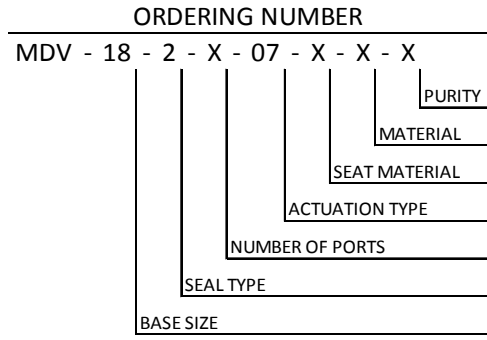 ORDERING NUMBER
MDV - 18 - 2 - X - 07 - X - X - X
PURITY
MATERIAL
SEAT MATERIAL
ACTUATION TYPE
NUMBER OF PORTS
SEAL TYPE
BASE SIZE